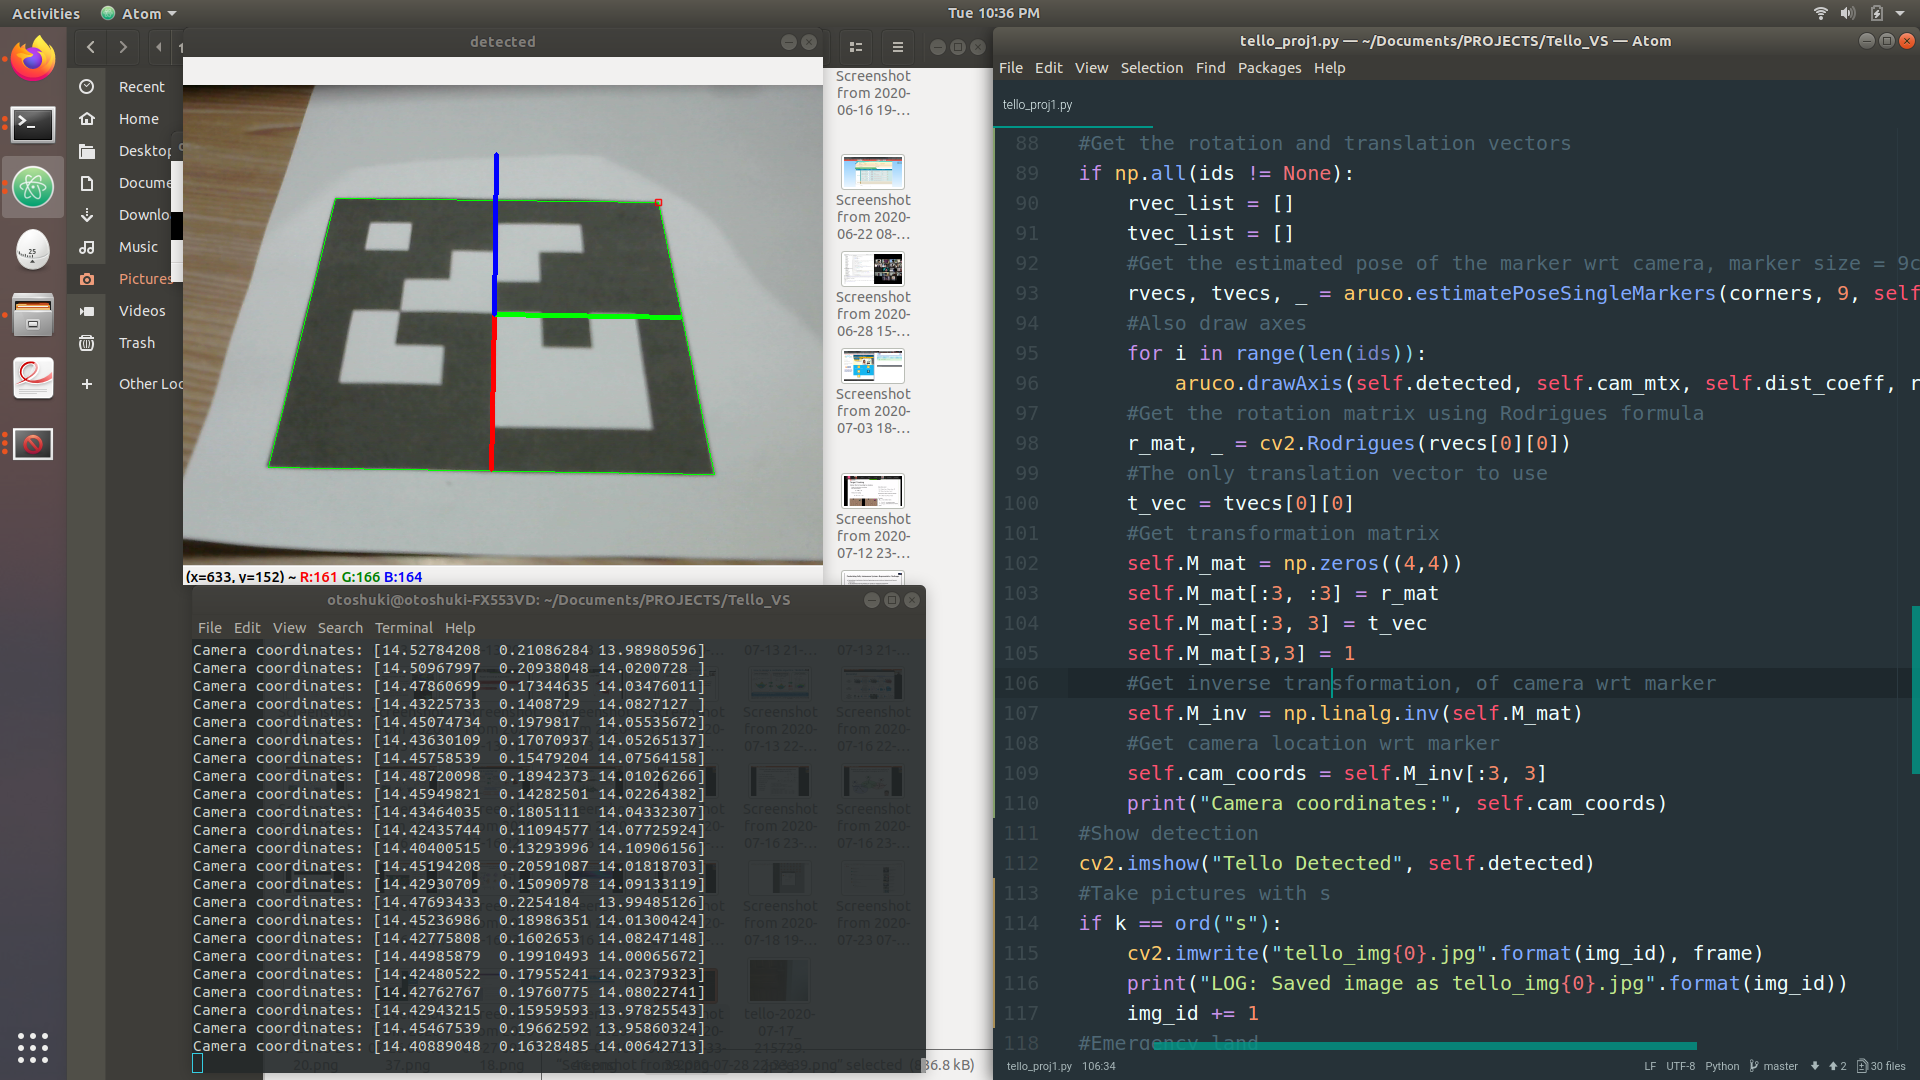 Activities
Atom
Tue 10:36 PM
Recent
Home
Desktop
Docume
Downlo
Music
Pictures
Videos
Trash
Other Loc
detected
(x=633, y=152) ~ R:161 G:166 B:164
Screenshot
from 2020-
06-16 19-...
Screenshot
from 2020-
06-22 08-...
Screenshot
from 2020-
06-28 15-...
Screenshot
from 2020-
07-03 18-...
Screenshot
from 2020-
07-12 23-...
otoshuki@otoshuki-FX553VD: ~/Documents/PROJECTS/Tello_VS
File Edit View Search Terminal Help
Camera coordinates: [14.52784208 0.21086284 13.98980596]
Camera coordinates: [14.50967997 0.20938048 14.0200728 ]
Camera coordinates: [14.47860699 0.17344635 14.03476011]
Camera coordinates: [14.43225733 0.1408729 14.0827127 ]
Camera coordinates: [14.45074734 0.1979817 14.05535672]
Camera coordinates: [14.43630109 0.17070937 14.05265137]
Camera coordinates: [14.45758539 0.15479204 14.07564158]
Camera coordinates: [14.48720098 0.18942373 14.01026266]
Camera coordinates: [14.45949821 0.14282501 14.02264382]
Camera coordinates: [14.43464035 0.1805111 14.04332307]
Camera coordinates: [14.42435744 0.11094577 14.07725924]
Camera coordinates: [14.40400515 0.13293996 14.10906156]
Camera coordinates: [14.45194208 0.20591087 14.01818703]
Camera coordinates: [14.42930709 0.15090978 14.09133119]
Camera coordinates: [14.47693433 0.2254184 13.99485126]
Camera coordinates: [14.45236986 0.18986351 14.01300424]
Camera coordinates: [14.42775808 0.1602653 14.08247148]
Camera coordinates: [14.44985879 0.19910493 14.00065672]
Camera coordinates: [14.42480522 0.17955241 14.02379323]
Camera coordinates: [14.42762767 0.19760775 14.08022741]
Camera coordinates: [14.42943215 0.15959593 13.97825543]
Camera coordinates: [14.45467539 0.19662592 13.95860324]
Camera coordinates: [14.40889048 0.16328485 14.00642713]
tello_proj1.py — ~/Documents/PROJECTS/Tello_VS — Atom
File Edit View Selection Find Packages Help
tello_proj1.py
88 #Get the rotation and translation vectors
89 if np.all(ids != None):
90 rvec_list = []
91 tvec_list = []
92 #Get the estimated pose of the marker wrt camera, marker size = 9c
93 rvecs, tvecs, _ = aruco.estimatePoseSingleMarkers(corners, 9, self
94 #Also draw axes
95 for i in range(len(ids)):
96 aruco.drawAxis(self.detected, self.cam_mtx, self.dist_coeff, r
97 #Get the rotation matrix using Rodrigues formula
98 r_mat, _ = cv2.Rodrigues(rvecs[0][0])
99 #The only translation vector to use
100 t_vec = tvecs[0][0]
101 #Get transformation matrix
102 self.M_mat = np.zeros((4,4))
103 self.M_mat[:3, :3] = r_mat
104 self.M_mat[:3, 3] = t_vec
105 self.M_mat[3,3] = 1
106 #Get inverse transformation, of camera wrt marker
107 self.M_inv = np.linalg.inv(self.M_mat)
108 #Get camera location wrt marker
109 self.cam_coords = self.M_inv[:3, 3]
110 print("Camera coordinates:", self.cam_coords)
111 #Show detection
112 cv2.imshow("Tello Detected", self.detected)
113 #Take pictures with s
114 if k == ord("s"):
115 cv2.imwrite("tello_img{0}.jpg".format(img_id), frame)
116 print("LOG: Saved image as tello_img{0}.jpg".format(img_id))
117 img_id += 1
118 #Emergency land
tello_proj1.py 106:34
LF UTF-8 Python master 2 30 files